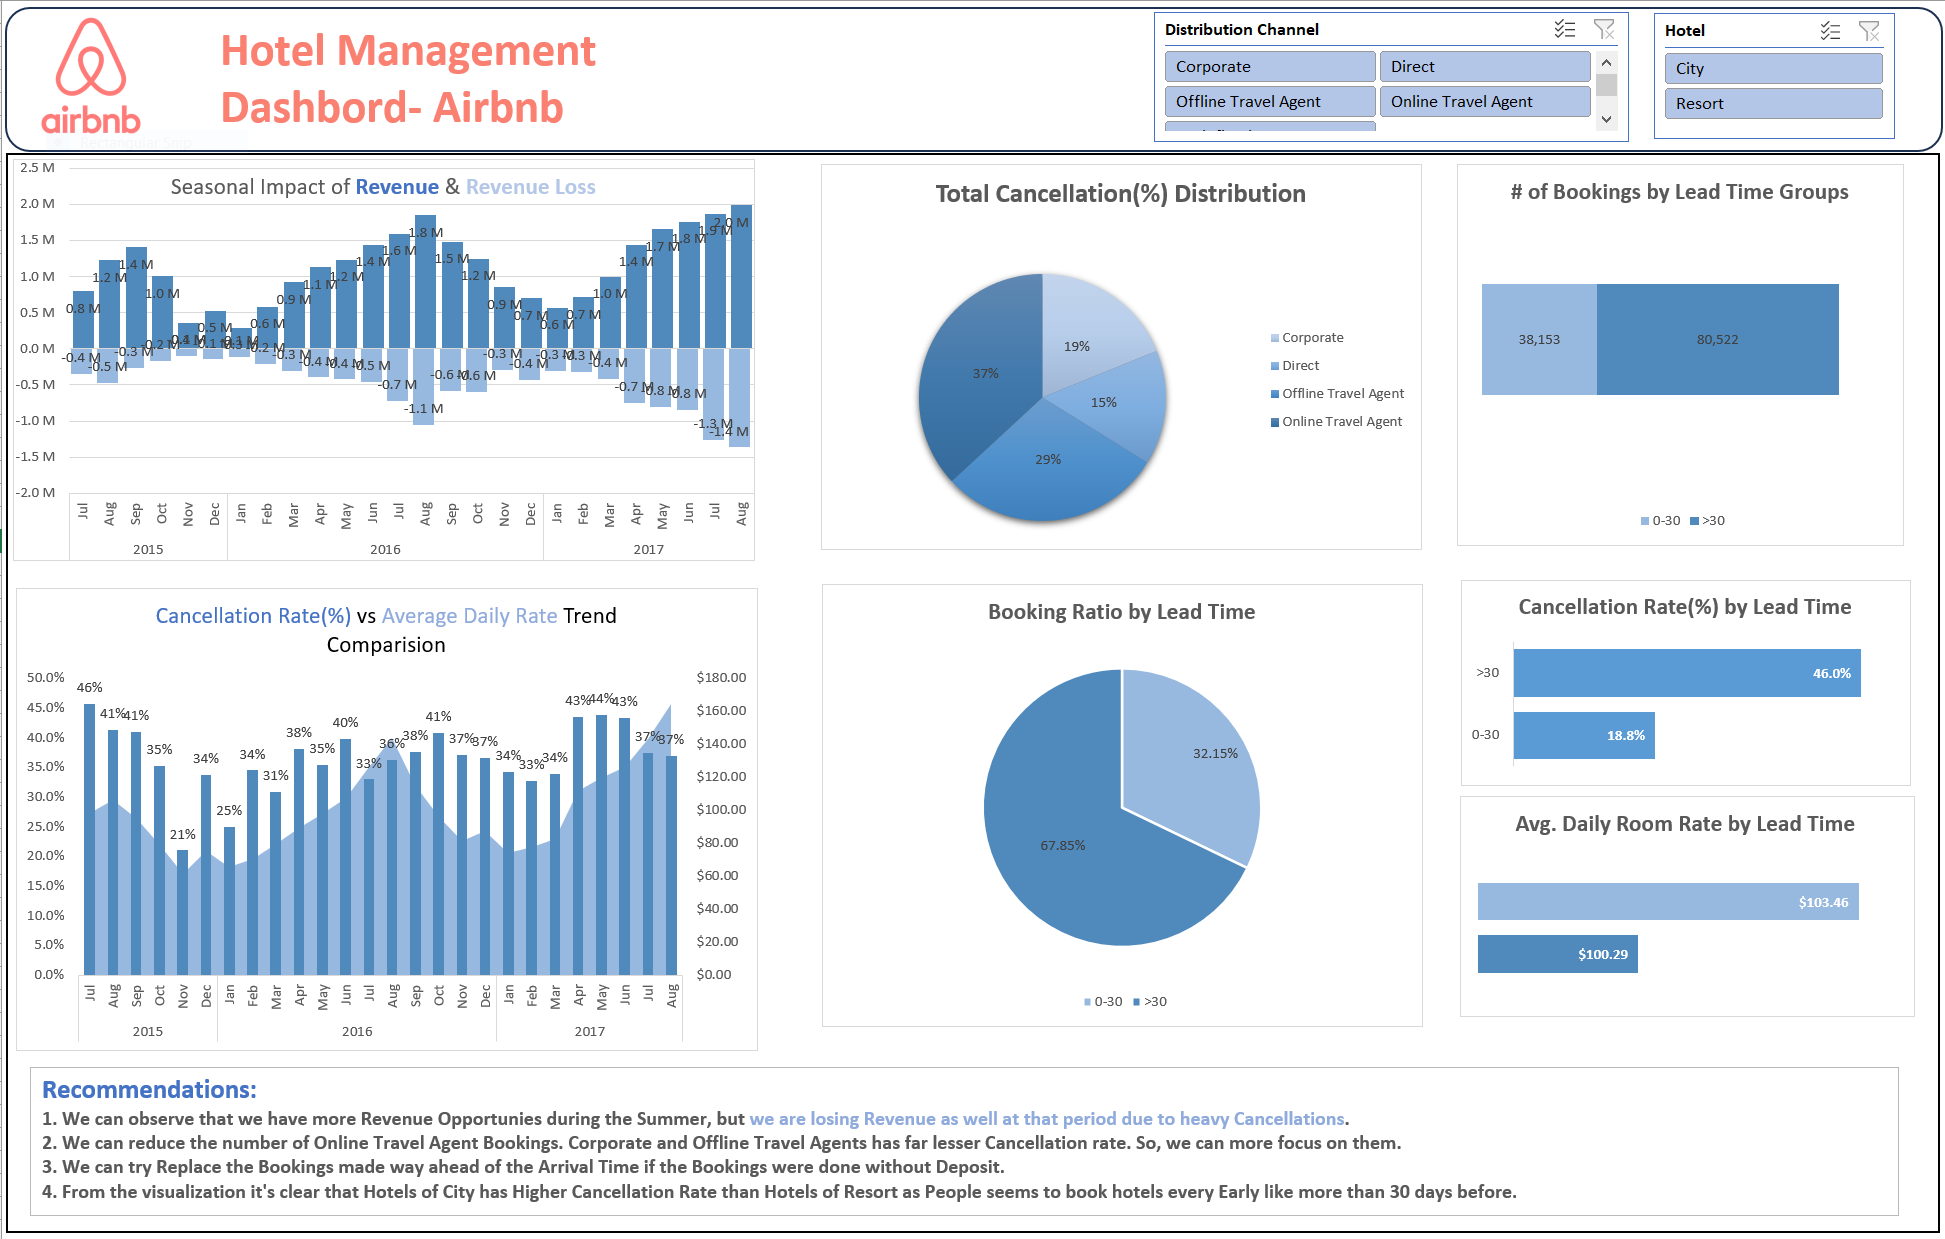 airbnb
Hotel Management
Dashbord- Airbnb
Distribution Channel
Corporate
Direct
Offline Travel Agent
Online Travel Agent
Hotel
City
Resort
Seasonal Impact of Revenue & Revenue Loss
2.5 M
2.0 M
1.5 M
1.0 M
0.5 M
0.0 M
-0.5 M
-1.0 M
-1.5 M
-2.0 M
0.8 M
1.2 M
1.4 M
1.0 M
0.5 M
0.6 M
0.9 M
1.1 M
1.2 M
1.4 M
1.6 M
1.8 M
1.5 M
1.2 M
0.9 M
0.7 M
0.6 M
0.7 M
1.0 M
1.4 M
1.7 M
1.8 M
1.9 M
2.0 M
-0.4 M
-0.5 M
-0.3 M
-0.2 M
-0.1 M
-0.2 M
-0.3 M
-0.4 M
-0.4 M
-0.5 M
-0.7 M
-1.1 M
-0.6 M
-0.6 M
-0.3 M
-0.4 M
-0.3 M
-0.3 M
-0.4 M
-0.7 M
-0.8 M
-0.8 M
-1.3 M
-1.4 M
Jul Aug Sep Oct Nov Dec Jan Feb Mar Apr May Jun Jul Aug Sep Oct Nov Dec Jan Feb Mar Apr May Jun Jul Aug
2015 2016 2017
Total Cancellation(%) Distribution
19%
15%
29%
37%
Corporate
Direct
Offline Travel Agent
Online Travel Agent
# of Bookings by Lead Time Groups
38,153 80,522
0-30 >30
Cancellation Rate(%) vs Average Daily Rate Trend
Comparision
50.0%
45.0%
40.0%
35.0%
30.0%
25.0%
20.0%
15.0%
10.0%
5.0%
0.0%
46% 41% 41% 35% 21% 34% 25% 34% 31% 38% 35% 40% 33% 36% 38% 41% 37% 37% 34% 33% 34% 43% 44% 43% 37% 37%
$180.00
$160.00
$140.00
$120.00
$100.00
$80.00
$60.00
$40.00
$20.00
$0.00
Jul Aug Sep Oct Nov Dec Jan Feb Mar Apr May Jun Jul Aug Sep Oct Nov Dec Jan Feb Mar Apr May Jun Jul Aug
2015 2016 2017
Booking Ratio by Lead Time
32.15%
67.85%
0-30 >30
Cancellation Rate(%) by Lead Time
>30 46.0%
0-30 18.8%
Avg. Daily Room Rate by Lead Time
$103.46
$100.29
Recommendations:
1. We can observe that we have more Revenue Opportunies during the Summer, but we are losing Revenue as well at that period due to heavy Cancellations.
2. We can reduce the number of Online Travel Agent Bookings. Corporate and Offline Travel Agents has far lesser Cancellation rate. So, we can more focus on them.
3. We can try Replace the Bookings made way ahead of the Arrival Time if the Bookings were done without Deposit.
4. From the visualization it's clear that Hotels of City has Higher Cancellation Rate than Hotels of Resort as People seems to book hotels every Early like more than 30 days before.